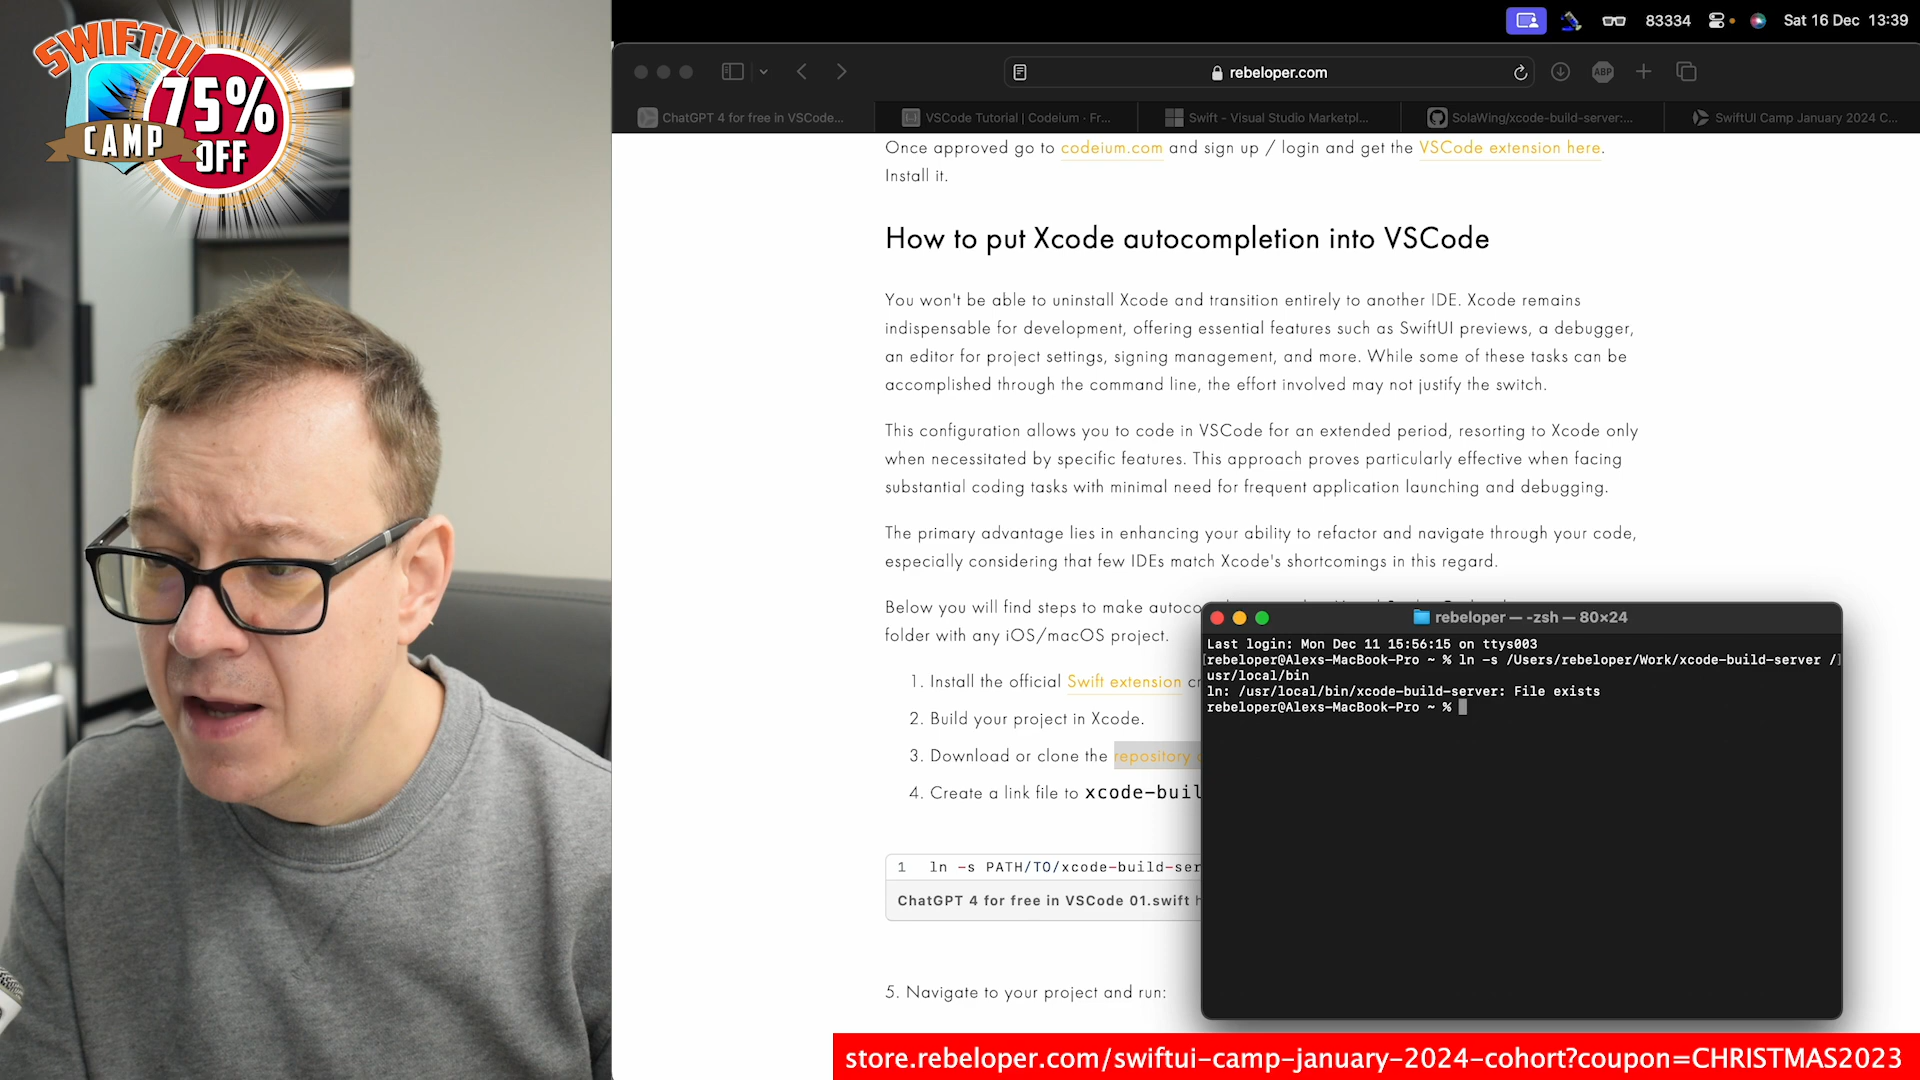 SWIFTUI
CAMP
75%
OFF
83334
Sat 16 Dec 13:39
rebeloper.com
ABP
ChatGPT 4 for free in VSCode...
VSCode Tutorial | Codeium · Fr...
Swift - Visual Studio Marketpl...
SolaWing/xcode-build-server:...
SwiftUI Camp January 2024 C...
Once approved go to codeium.com and sign up / login and get the VSCode extension here.
Install it.
How to put Xcode autocompletion into VSCode
You won't be able to uninstall Xcode and transition entirely to another IDE. Xcode remains
indispensable for development, offering essential features such as SwiftUI previews, a debugger,
an editor for project settings, signing management, and more. While some of these tasks can be
accomplished through the command line, the effort involved may not justify the switch.
This configuration allows you to code in VSCode for an extended period, resorting to Xcode only
when necessitated by specific features. This approach proves particularly effective when facing
substantial coding tasks with minimal need for frequent application launching and debugging.
The primary advantage lies in enhancing your ability to refactor and navigate through your code,
especially considering that few IDEs match Xcode's shortcomings in this regard.
Below you will find steps to make
folder with any iOS/macOS project.
1. Install the official Swift extension
2. Build your project in Xcode.
3. Download or clone the repository
4. Create a link file to xcode-buil
1 ln -s PATH/TO/xcode-build-ser
ChatGPT 4 for free in VSCode 01.swift
5. Navigate to your project and run:
rebeloper — -zsh — 80×24
Last login: Mon Dec 11 15:56:15 on ttys003
[rebeloper@Alexs-MacBook-Pro ~ % ln -s /Users/rebeloper/Work/xcode-build-server /]
usr/local/bin
ln: /usr/local/bin/xcode-build-server: File exists
rebeloper@Alexs-MacBook-Pro ~ %
store.rebeloper.com/swiftui-camp-january-2024-cohort?coupon=CHRISTMAS2023